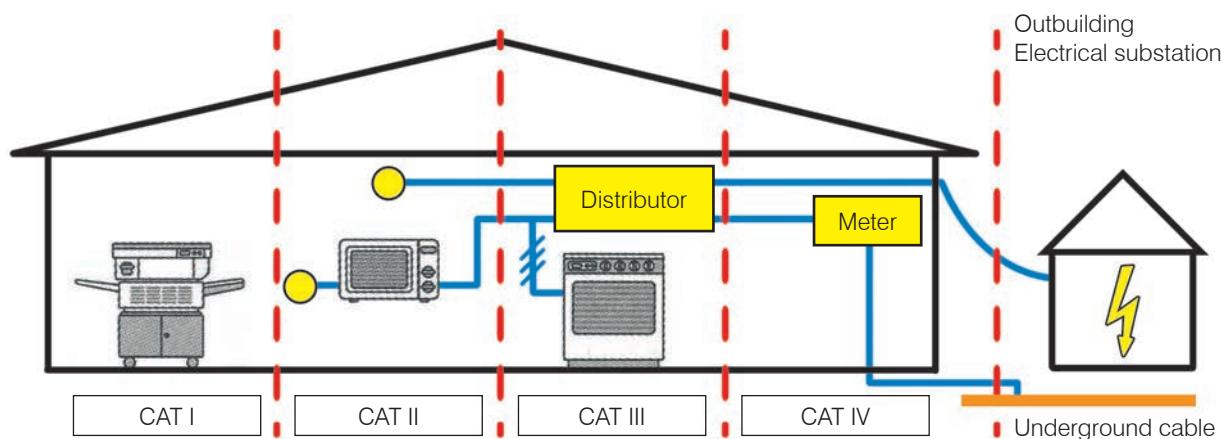 Outbuilding
Electrical substation
Distributor
Meter
CAT I
CAT II
CAT III
CAT IV
Underground cable